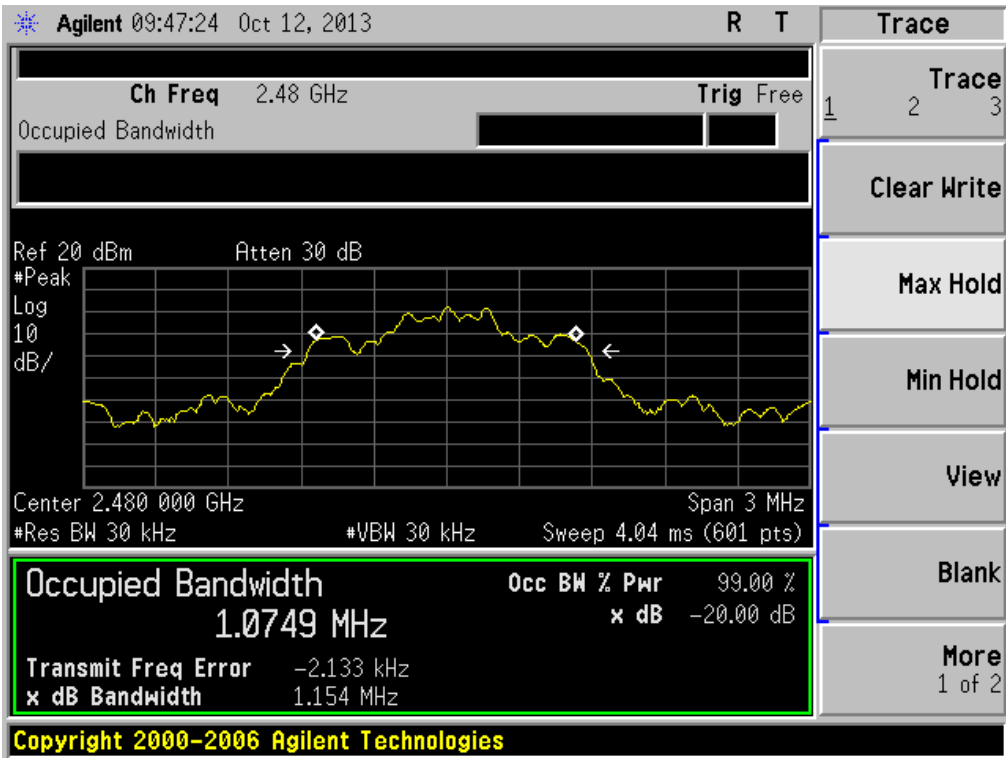 Agilent 09:47:24 Oct 12, 2013 R T
Ch Freq 2.48 GHz Trig Free
Occupied Bandwidth
Ref 20 dBm Atten 30 dB
#Peak
Log
10
dB/
Center 2.480 000 GHz Span 3 MHz
#Res BW 30 kHz #VBW 30 kHz Sweep 4.04 ms (601 pts)
Occupied Bandwidth Occ BW % Pwr 99.00 %
1.0749 MHz x dB -20.00 dB
Transmit Freq Error -2.133 kHz
x dB Bandwidth 1.154 MHz
Copyright 2000-2006 Agilent Technologies
Trace
Trace
1 2 3
Clear Write
Max Hold
Min Hold
View
Blank
More
1 of 2